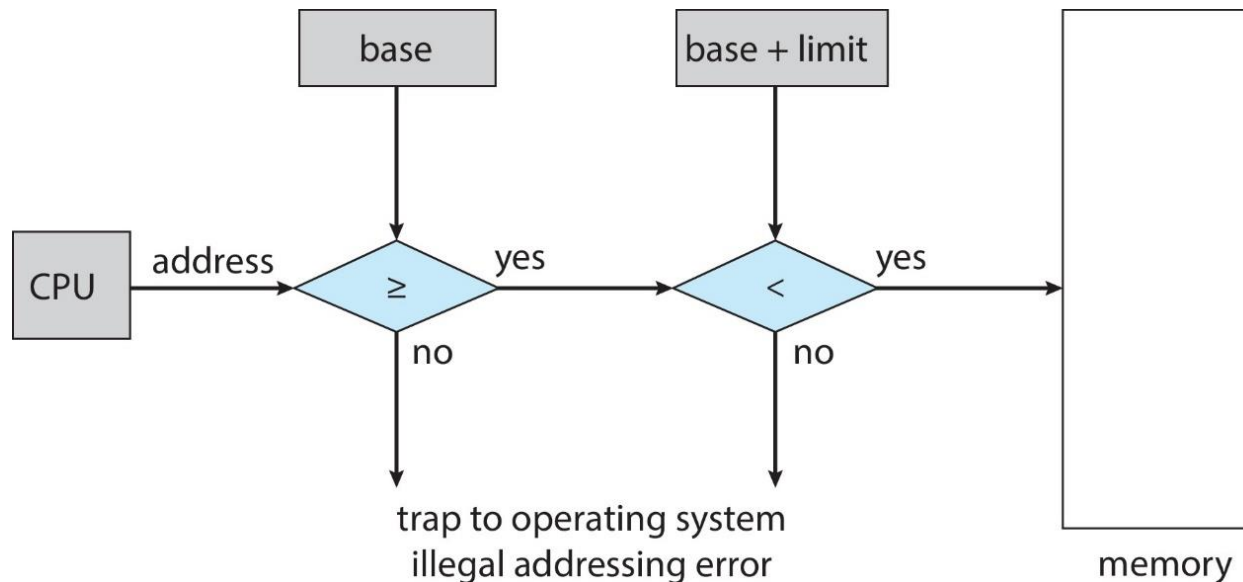 base
base + limit
CPU
address
≥
yes
<
yes
no
no
trap to operating system
illegal addressing error
memory